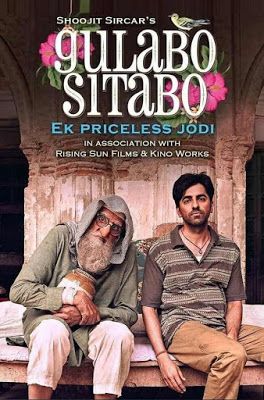 SHOOJIT SIRCAR'S
GULABO
SITABO
EK PRICELESS JODI
IN ASSOCIATION WITH
RISING SUN FILMS & KINO WORKS